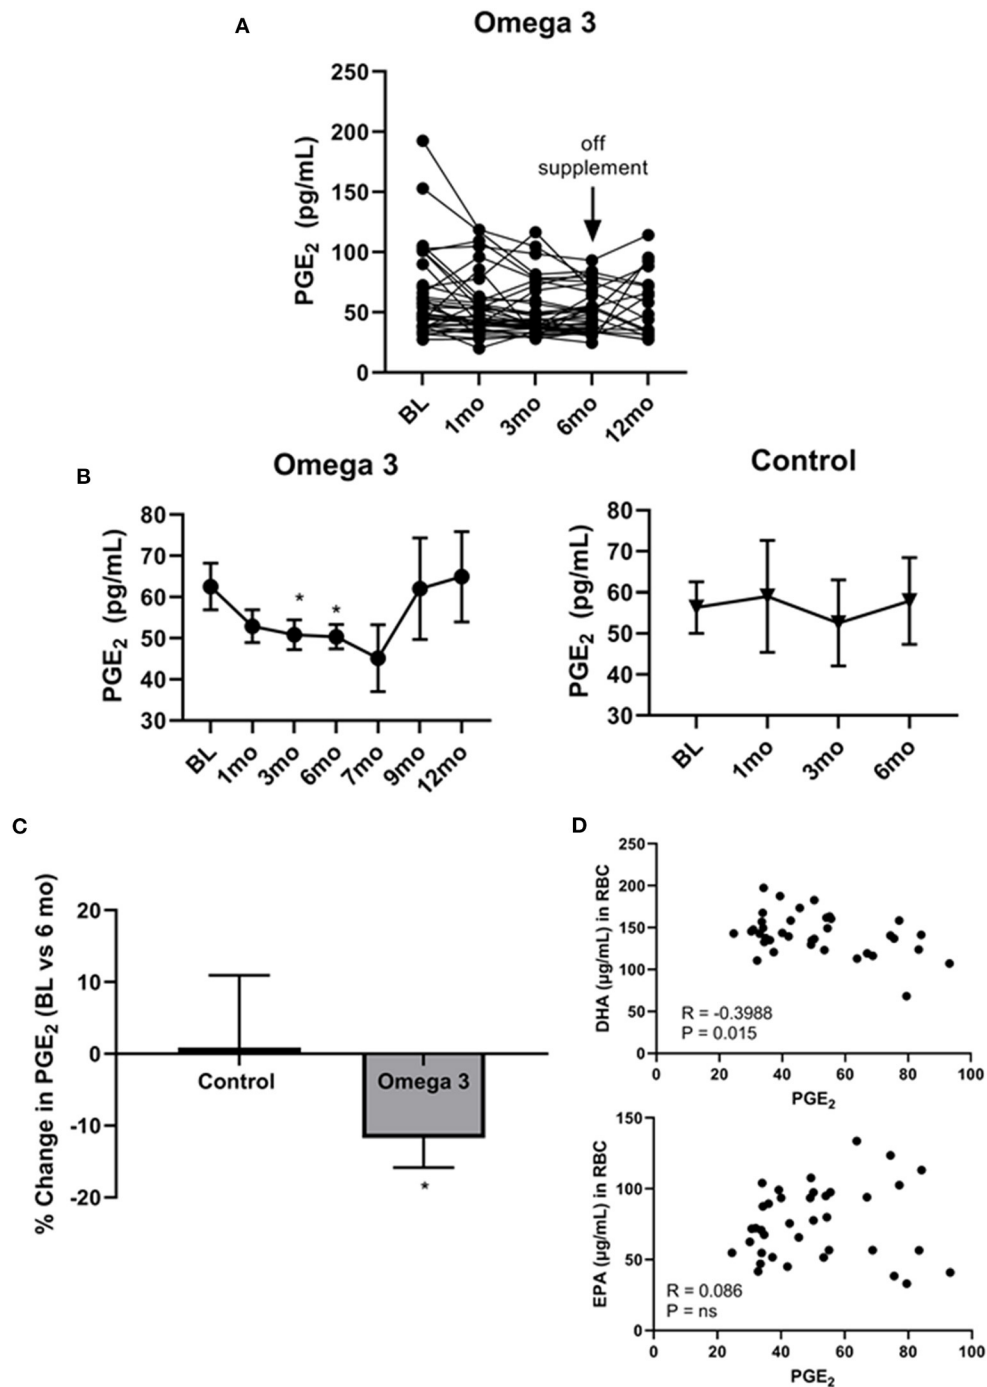 A
Omega 3
PGE2 (pg/mL)
250
200
150
100
50
0
off
supplement
BL
1mo
3mo
6mo
12mo
B
Omega 3
PGE2 (pg/mL)
80
70
60
50
40
30
*
*
BL
1mo
3mo
6mo
7mo
9mo
12mo
Control
PGE2 (pg/mL)
80
70
60
50
40
30
BL
1mo
3mo
6mo
C
% Change in PGE2 (BL vs 6 mo)
20
10
0
-10
-20
Control
Omega 3
*
D
DHA (µg/mL) in RBC
250
200
150
100
50
0
R = -0.3988
P = 0.015
0 20 40 60 80 100
PGE2
EPA (µg/mL) in RBC
150
100
50
0
R = 0.086
P = ns
0 20 40 60 80 100
PGE2